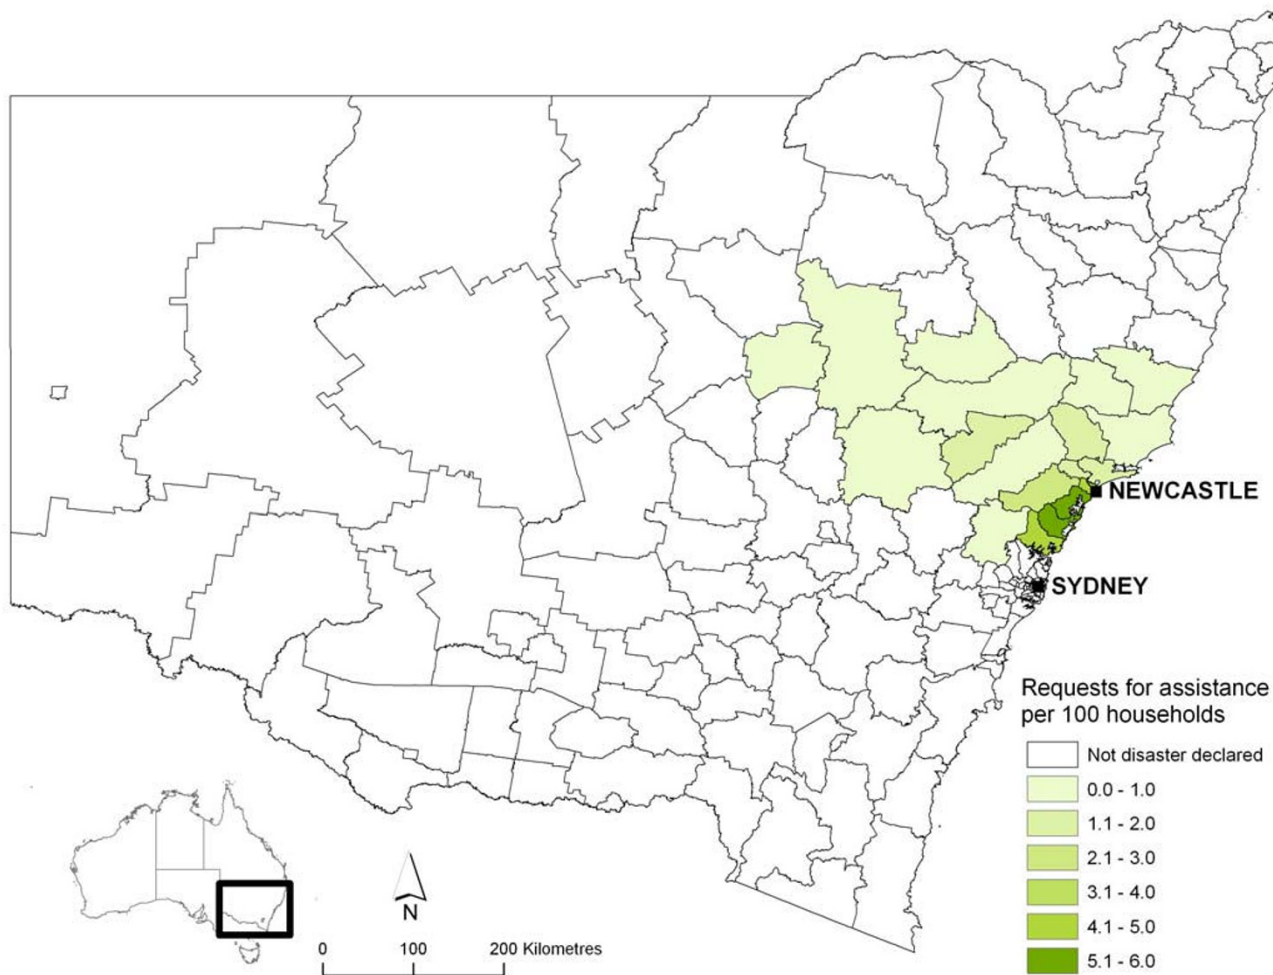 NEWCASTLE
SYDNEY
Requests for assistance
per 100 households
Not disaster declared
0.0 - 1.0
1.1 - 2.0
2.1 - 3.0
3.1 - 4.0
4.1 - 5.0
5.1 - 6.0
N
0 100 200 Kilometres